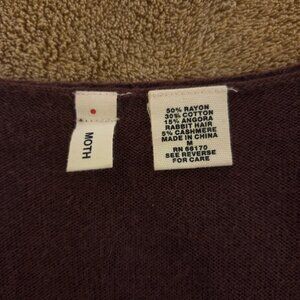 MOTH
50% RAYON
30% COTTON
15% ANGORA
RABBIT HAIR
5% CASHMERE
MADE IN CHINA
M
RN 66170
SEE REVERSE
FOR CARE